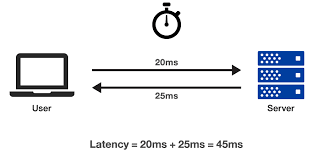 20ms
25ms
User
Server
Latency = 20ms + 25ms = 45ms